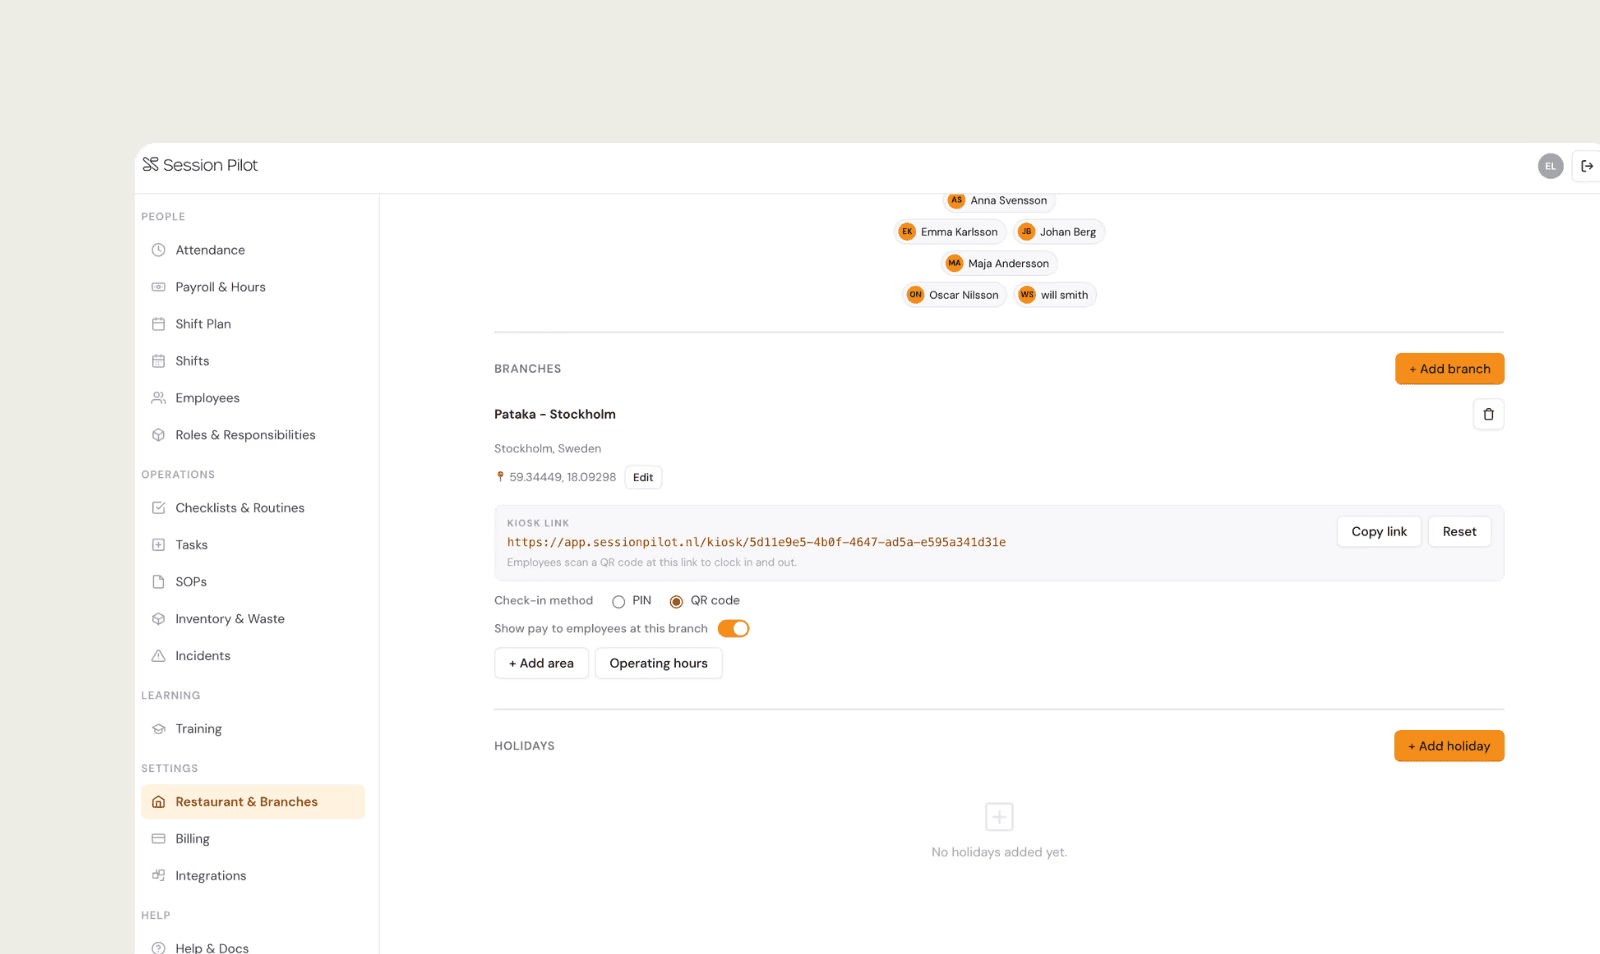 Session Pilot
EL
PEOPLE
Attendance
Payroll & Hours
Shift Plan
Shifts
Employees
Roles & Responsibilities
OPERATIONS
Checklists & Routines
Tasks
SOPs
Inventory & Waste
Incidents
LEARNING
Training
SETTINGS
Restaurant & Branches
Billing
Integrations
HELP
Help & Docs
AS Anna Svensson
EK Emma Karlsson JB Johan Berg
MA Maja Andersson
ON Oscar Nilsson WS will smith
BRANCHES
+ Add branch
Pataka - Stockholm
Stockholm, Sweden
59.34449, 18.09298 Edit
KIOSK LINK
https://app.sessionpilot.nl/kiosk/5d11e9e5-4b0f-4647-ad5a-e595a341d31e
Employees scan a QR code at this link to clock in and out.
Copy link Reset
Check-in method PIN QR code
Show pay to employees at this branch
+ Add area Operating hours
HOLIDAYS
+ Add holiday
No holidays added yet.